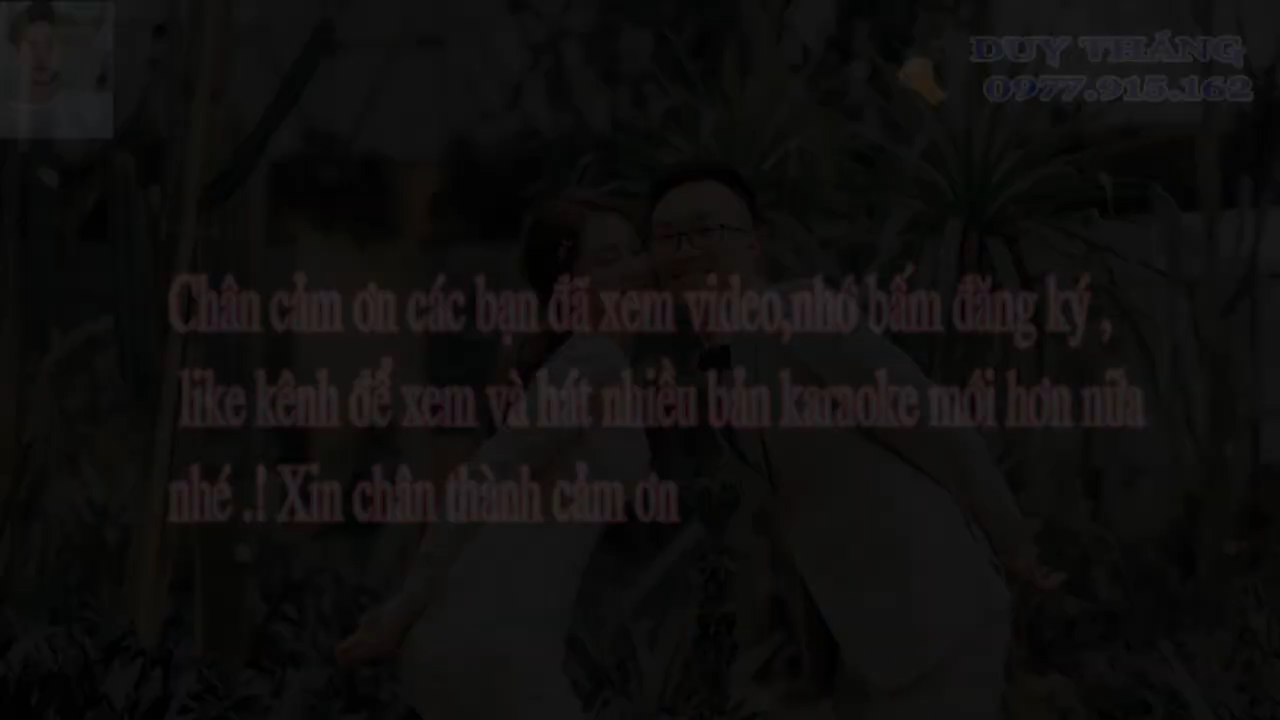 DUY THẮNG
0977.915.162
Chân cảm ơn các bạn đã xem video,nhớ bấm đăng ký ,
like kênh để xem và hát nhiều bản karaoke mới hơn nữa
nhé .! Xin chân thành cảm ơn